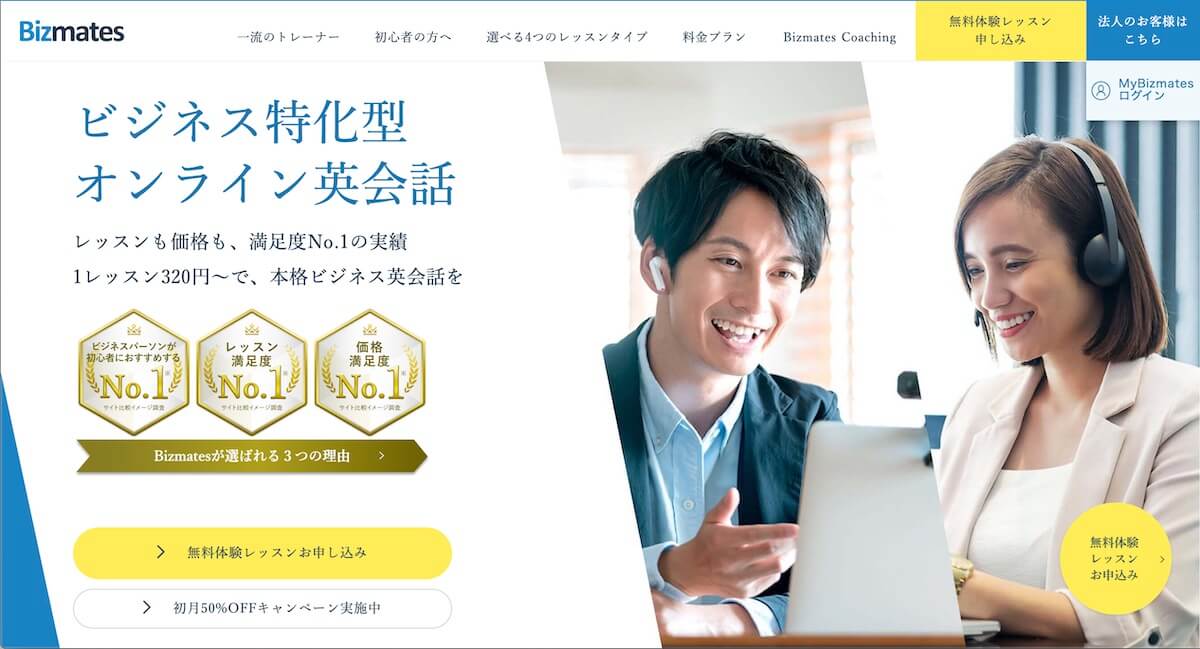 Bizmates
一流のトレーナー
初心者の方へ
選べる4つのレッスンタイプ
料金プラン
Bizmates Coaching
無料体験レッスン
申し込み
法人のお客様は
こちら
MyBizmates
ログイン
ビジネス特化型
オンライン英会話
レッスンも価格も、満足度No.1の実績
1レッスン320円〜で、本格ビジネス英会話を
ビジネスパーソンが
初心者におすすめする
No.1※
サイト比較イメージ調査
レッスン
満足度
No.1※
サイト比較イメージ調査
価格
満足度
No.1※
サイト比較イメージ調査
Bizmatesが選ばれる3つの理由
無料体験レッスンお申し込み
初月50%OFFキャンペーン実施中
無料体験
レッスン
お申込み